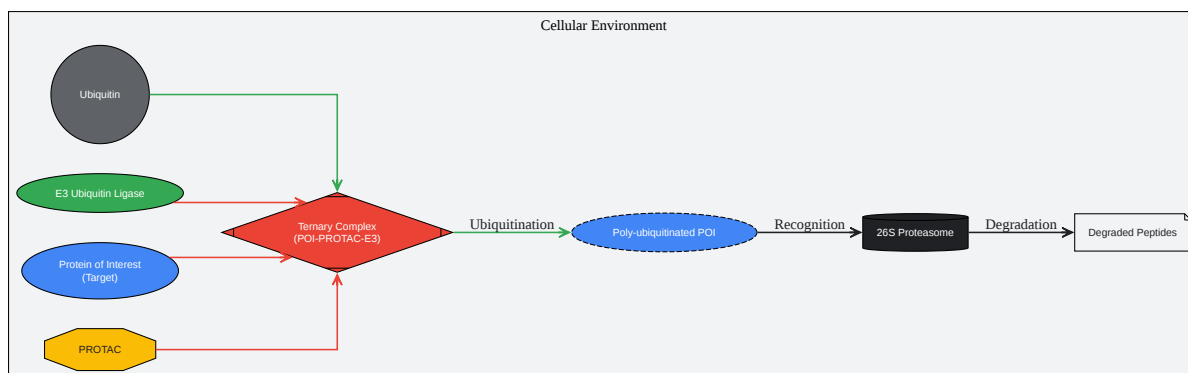 Cellular Environment
Ubiquitin
E3 Ubiquitin Ligase
Protein of Interest
(Target)
PROTAC
Ternary Complex
(POI-PROTAC-E3)
Ubiquitination
Poly-ubiquitinated POI
Recognition
26S Proteasome
Degradation
Degraded Peptides